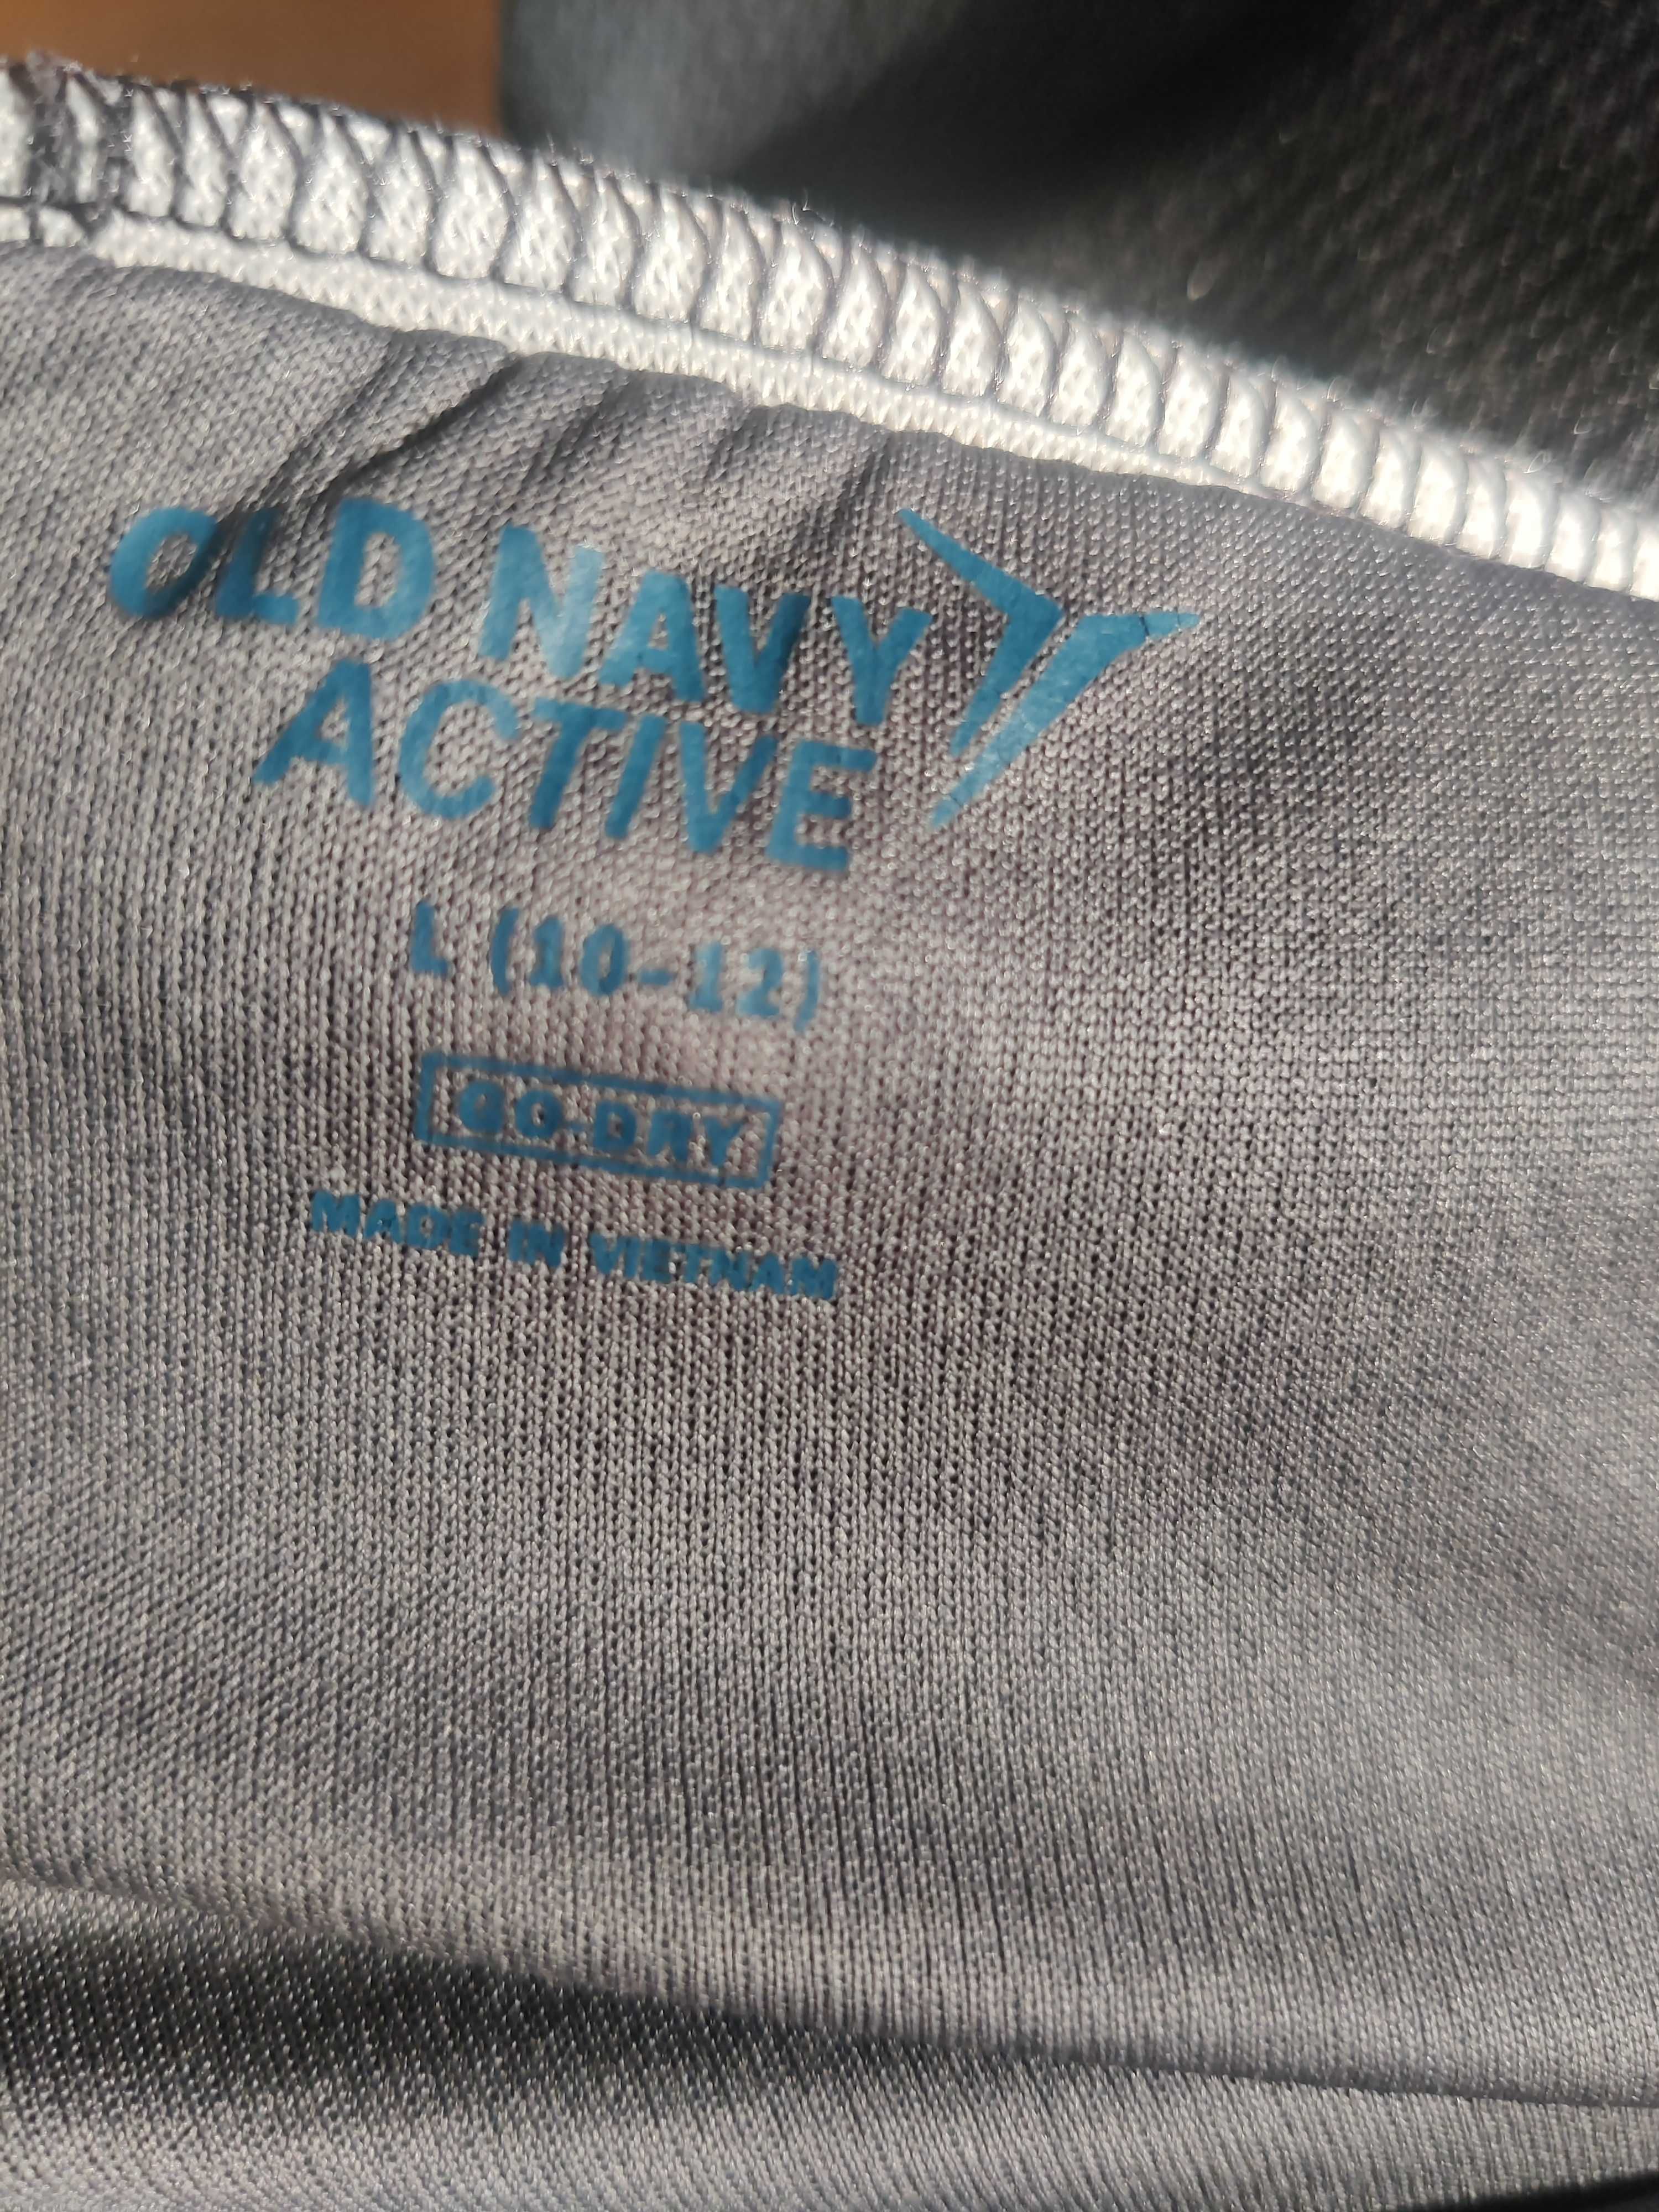 OLD NAVY
ACTIVE
L (10-12)
GO-DRY
MADE IN VIETNAM